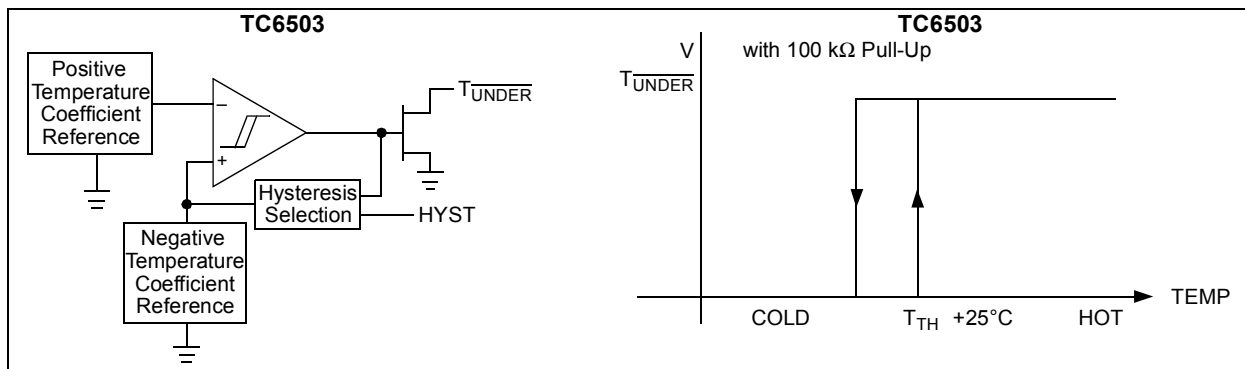 TC6503
Positive
Temperature
Coefficient
Reference
−
+
T̅U̅N̅D̅E̅R̅
Hysteresis
Selection
HYST
Negative
Temperature
Coefficient
Reference
TC6503
V
TUNDER
with 100 kΩ Pull-Up
TEMP
COLD
TTH
+25°C
HOT